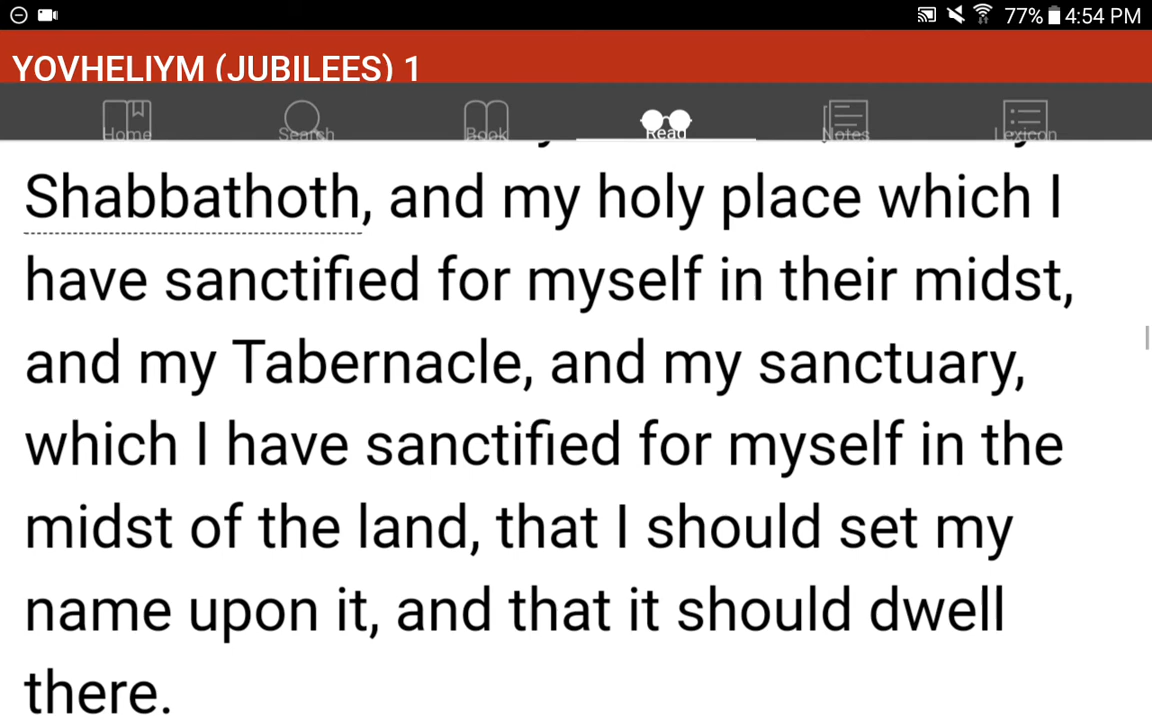 77% 4:54 PM
YOVHELIYM (JUBILEES) 1
Home Search Book Read Notes Lexicon
Shabbathoth, and my holy place which I
have sanctified for myself in their midst,
and my Tabernacle, and my sanctuary,
which I have sanctified for myself in the
midst of the land, that I should set my
name upon it, and that it should dwell
there.